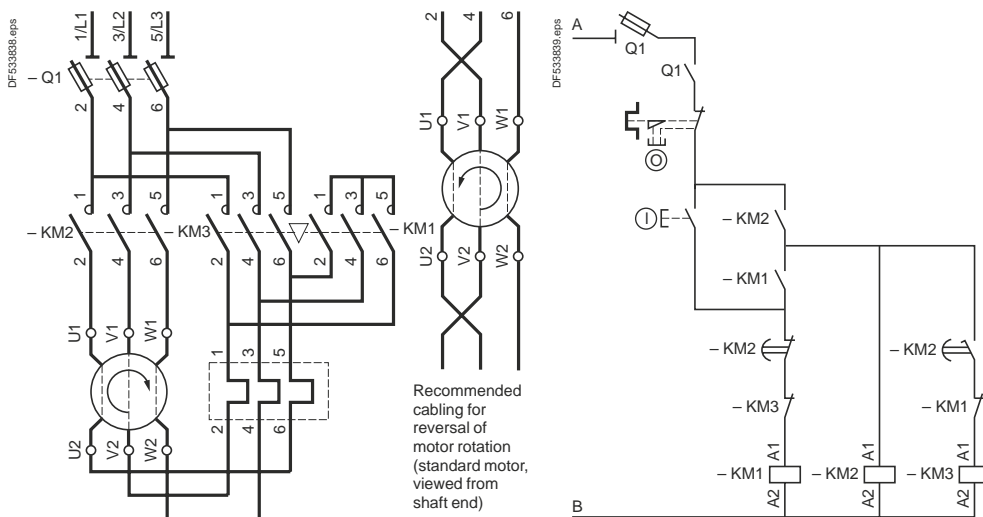 DF533838.eps
1/L1 3/L2 5/L3
– Q1
2 4 6
1 3 5 1 3 5 1 3 5
– KM2 – KM3 – KM1
2 4 6 2 4 6 2 4 6
U1 V1 W1
1 3 5
2 4 6
U2 V2 W2
2 4 6
U1 V1 W1
U2 V2 W2
Recommended
cabling for
reversal of
motor rotation
(standard motor,
viewed from
shaft end)
DF533839.eps
A
Q1
Q1
O
I
– KM2
– KM1
– KM2 – KM2
– KM3 – KM1
A1 A1 A1
– KM1 – KM2 – KM3
A2 A2 A2
B